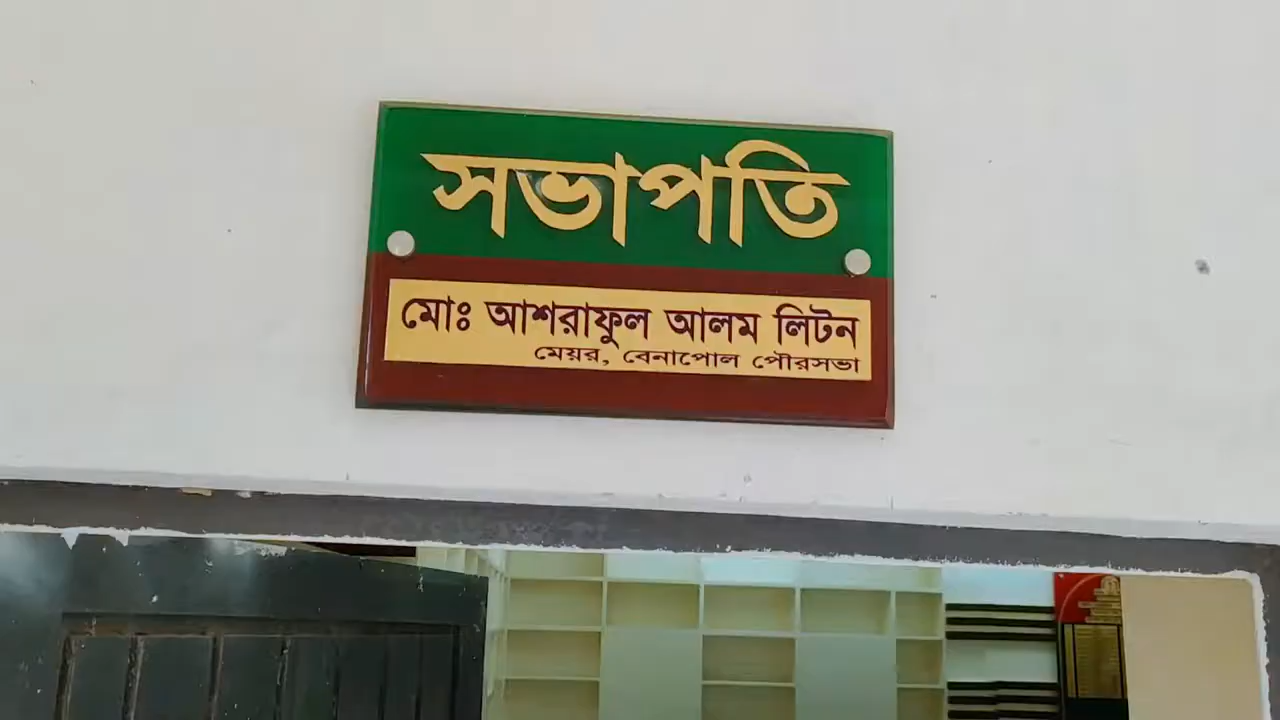 সভাপতি
মোঃ আশরাফুল আলম লিটন
মেয়র, বেনাপোল পৌরসভা